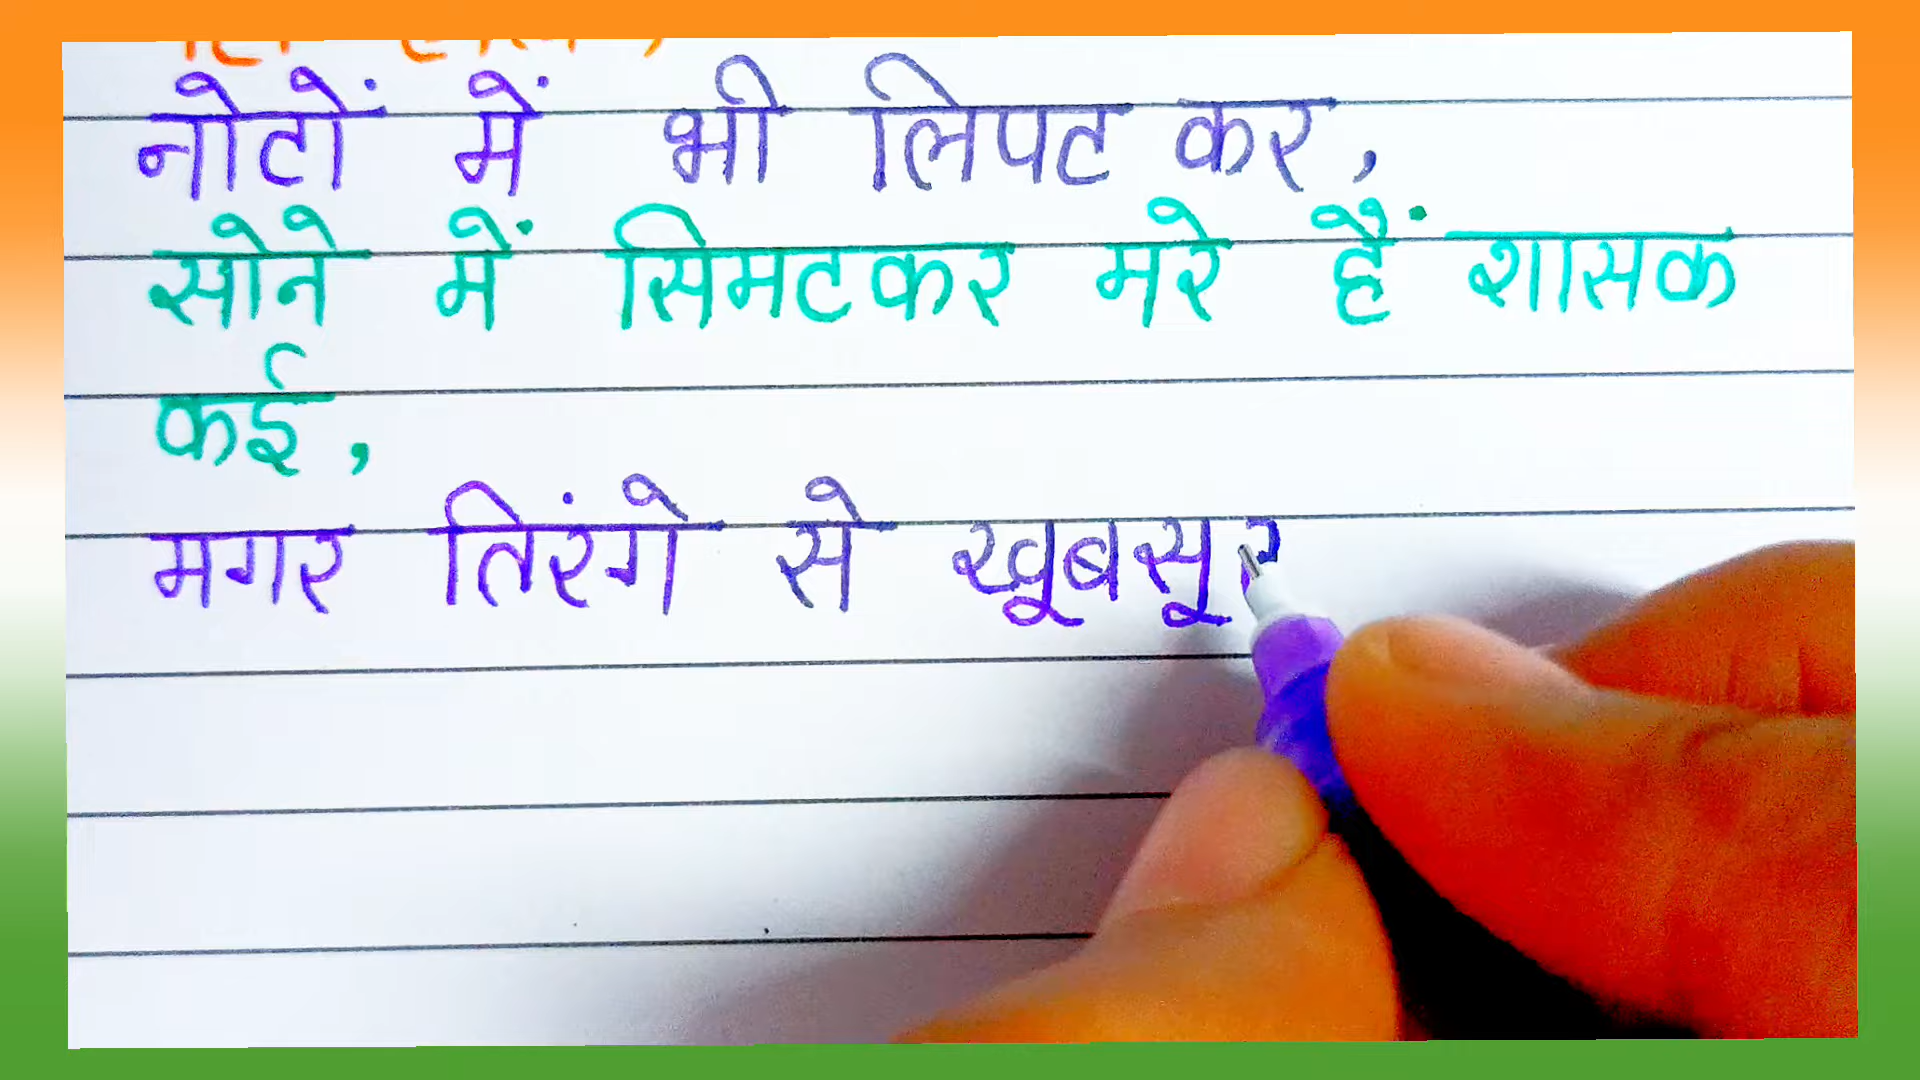 नोटों में भी लिपट कर,
सोने में सिमटकर मरे हैं शासक
कई,
मगर तिरंगे से खूबसूर